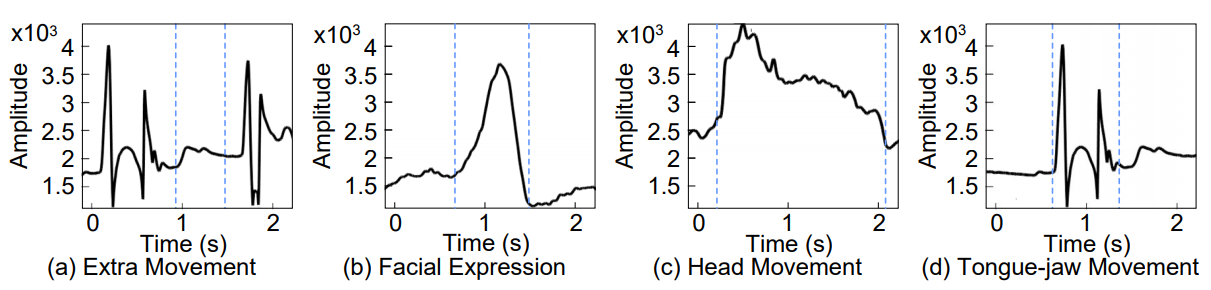 x10³ x10³ x10³ x10³
4 4 4 4
3.5 3.5 3.5 3.5
3 3 3 3
2.5 2.5 2.5 2.5
2 2 2 2
1.5 1.5 1.5 1.5
Amplitude Amplitude Amplitude Amplitude
0 1 2 0 1 2 0 1 2 0 1 2
Time (s) Time (s) Time (s) Time (s)
(a) Extra Movement (b) Facial Expression (c) Head Movement (d) Tongue-jaw Movement